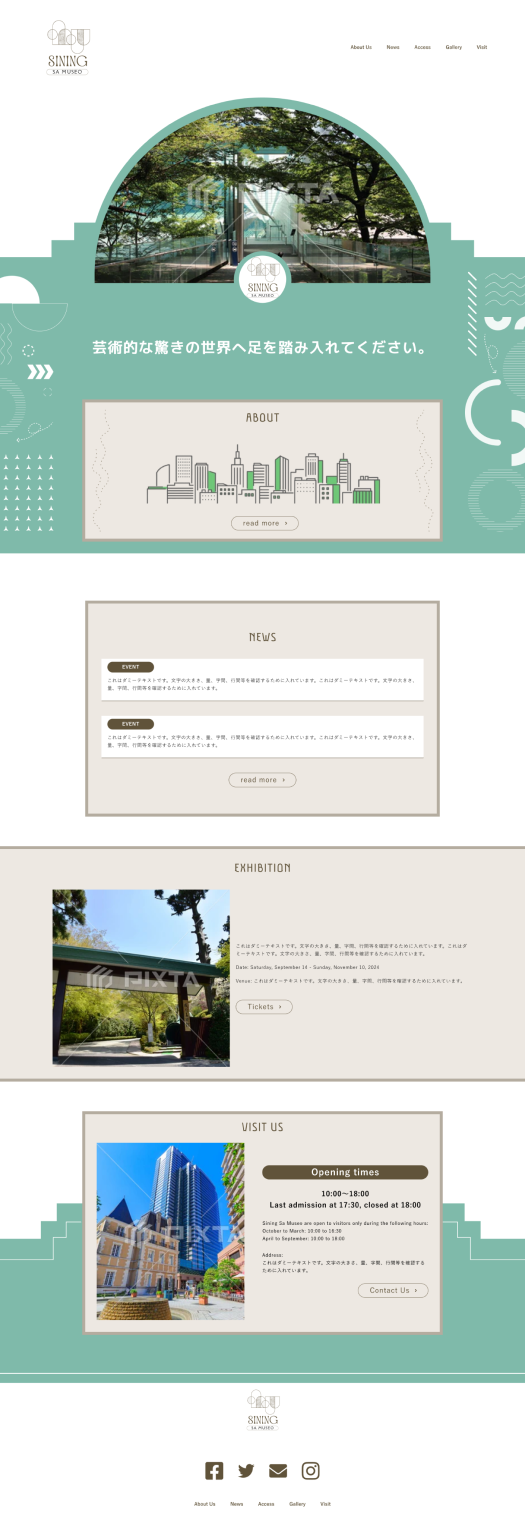 SINING
SA MUSEO
About Us
News
Access
Gallery
Visit
PIXTA
SINING
SA MUSEO
芸術的な驚きの世界へ足を踏み入れてください。
ABOUT
read more ›
NEWS
EVENT
これはダミーテキストです。文字の大きさ、量、字間、行間等を確認するために入れています。これはダミーテキストです。文字の大きさ、
量、字間、行間等を確認するために入れています。
EVENT
これはダミーテキストです。文字の大きさ、量、字間、行間等を確認するために入れています。これはダミーテキストです。文字の大きさ、
量、字間、行間等を確認するために入れています。
read more ›
EXHIBITION
PIXTA
これはダミーテキストです。文字の大きさ、量、字間、行間等を確認するために入れています。これはダ
ミーテキストです。文字の大きさ、量、字間、行間等を確認するために入れています。
Date: Saturday, September 14 - Sunday, November 10, 2024
Venue: これはダミーテキストです。文字の大きさ、量、字間、行間等を確認するために入れています。
Tickets ›
VISIT US
PIXTA
Opening times
10:00〜18:00
Last admission at 17:30, closed at 18:00
Sining Sa Museo are open to visitors only during the following hours:
October to March: 10:00 to 16:30
April to September: 10:00 to 18:00
Address:
これはダミーテキストです。文字の大きさ、量、字間、行間等を確認する
ために入れています。
Contact Us ›
SINING
SA MUSEO
About Us
News
Access
Gallery
Visit